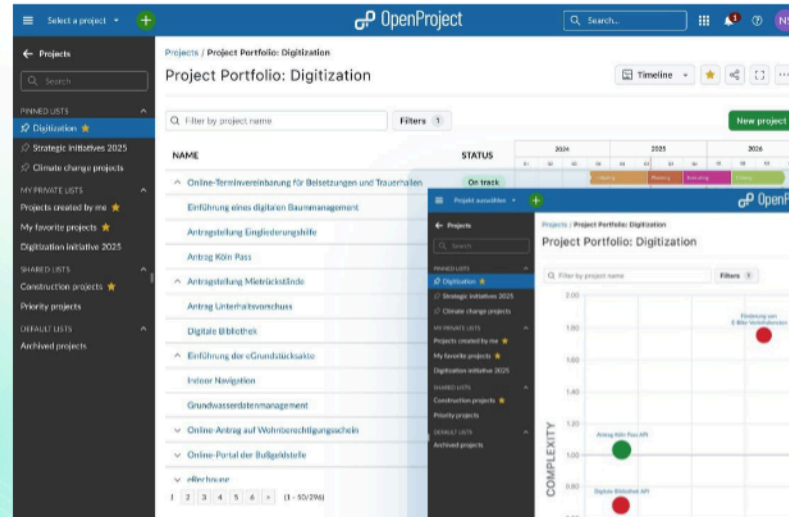 Select a project
OpenProject
Search...
1
Projects
Search
PINNED LISTS
Digitization
Strategic Initiatives 2025
Climate change projects
MY PRIVATE LISTS
Projects created by me
My favorite projects
Digitization initiative 2025
SHARED LISTS
Construction projects
Priority projects
DEFAULT LISTS
Archived projects
Projects / Project Portfolio: Digitization
Project Portfolio: Digitization
Timeline
Filter by project name
Filters 1
New project
NAME
STATUS
2024 2025 2026
Online-Terminvereinbarung für Beisetzungen und Trauerhallen
On track
Einführung eines digitalen Baummanagement
Antragstellung Eingliederungshilfe
Antrag Köln Pass
Antragstellung Mietrückstände
Antrag Unterhaltsvorschuss
Digitale Bibliothek
Einführung der eGrundstücksakte
Indoor Navigation
Grundwasserdatenmanagement
Online-Antrag auf Wohnberechtigungsschein
Online-Portal der Bußgeldstelle
eRechnung
1 2 3 4 5 6 > (1 - 50/296)
Projekt auswählen
OpenP
Projects
Search
PINNED LISTS
Digitization
Strategic Initiatives 2025
Climate change projects
MY PRIVATE LISTS
Projects created by me
My favorite projects
Digitization initiative 2025
SHARED LISTS
Construction projects
Priority projects
DEFAULT LISTS
Archived projects
Projects / Project Portfolio: Digitization
Project Portfolio: Digitization
Filter by project name
Filters 1
2.00
1.80
1.60
1.40
1.20
1.00
0.80
COMPLEXITY
Förderung von
Antrag Köln Pass API
Digitale Bibliothek API